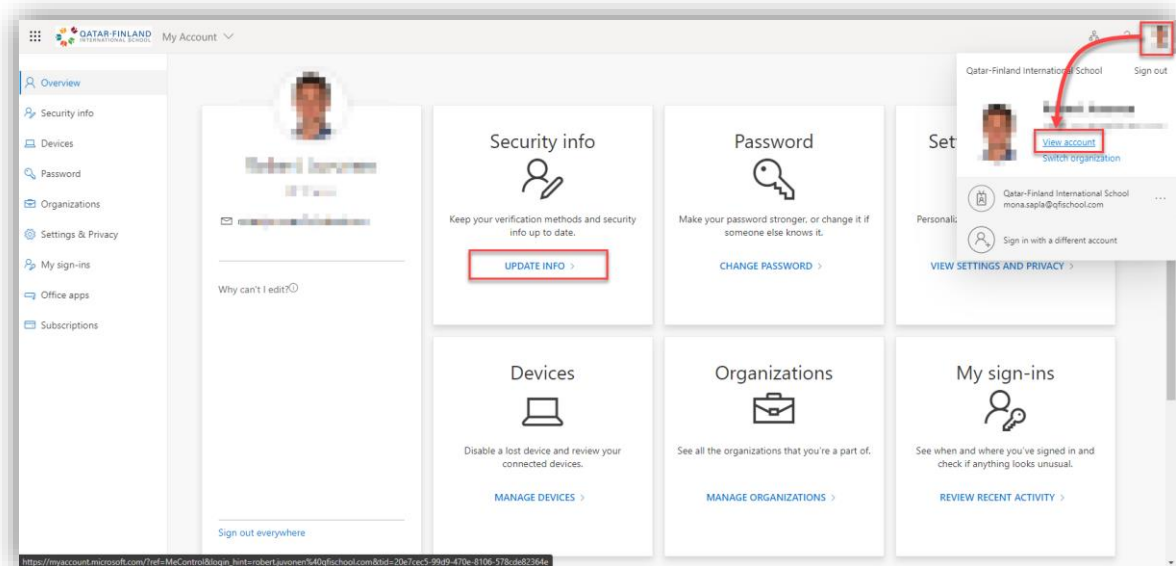 QATAR-FINLAND
INTERNATIONAL SCHOOL
My Account
Overview
Security info
Devices
Password
Organizations
Settings & Privacy
My sign-ins
Office apps
Subscriptions
Why can't I edit?
Sign out everywhere
Security info
Keep your verification methods and security
info up to date.
UPDATE INFO >
Password
Make your password stronger, or change it if
someone else knows it.
CHANGE PASSWORD >
Set
VIEW SETTINGS AND PRIVACY >
Devices
Disable a lost device and review your
connected devices.
MANAGE DEVICES >
Organizations
See all the organizations that you're a part of.
MANAGE ORGANIZATIONS >
My sign-ins
See when and where you've signed in and
check if anything looks unusual.
REVIEW RECENT ACTIVITY >
Qatar-Finland International School
Sign out
View account
Switch organization
Qatar-Finland International School
mona.sapla@qfischool.com
Sign in with a different account
https://myaccount.microsoft.com/?ref=MeControl&login_hint=robert.juvonen%40qfischool.com&tid=20e7cec5-99d9-470e-8106-578cde82364e